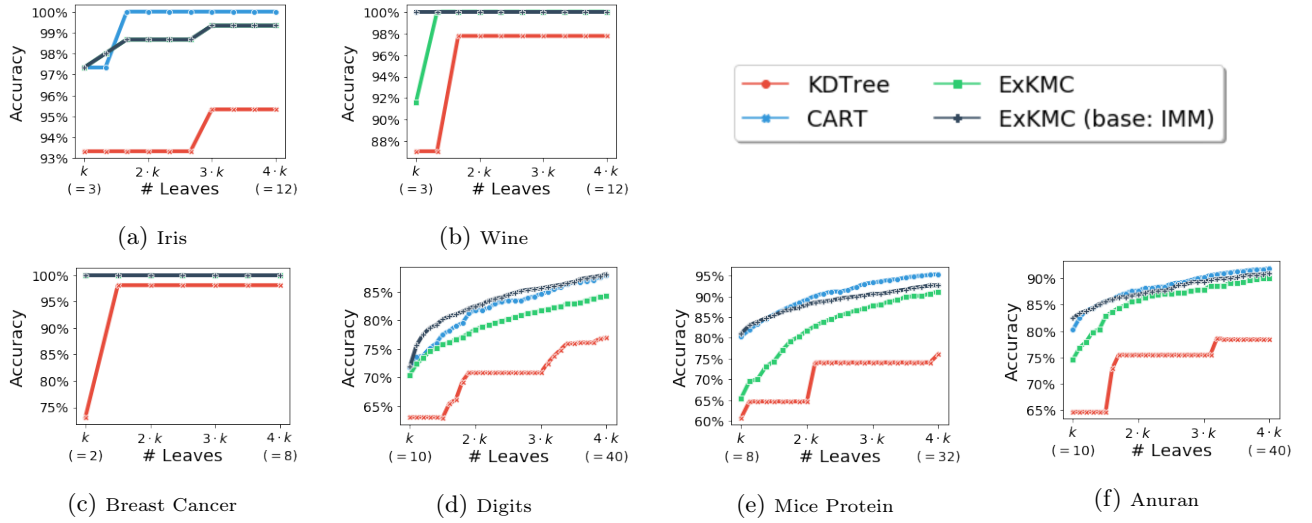 100%
99%
98%
97%
96%
94%
93%
Accuracy
k 2·k 3·k 4·k
(=3) # Leaves (=12)
(a) Iris
100%
98%
96%
94%
92%
90%
88%
Accuracy
k 2·k 3·k 4·k
(=3) # Leaves (=12)
(b) Wine
KDTree
CART
ExKMC
ExKMC (base: IMM)
100%
95%
90%
85%
80%
75%
Accuracy
k 2·k 3·k 4·k
(=2) # Leaves (=8)
(c) Breast Cancer
85%
80%
75%
70%
65%
Accuracy
k 2·k 3·k 4·k
(=10) # Leaves (=40)
(d) Digits
95%
90%
85%
80%
75%
70%
65%
60%
Accuracy
k 2·k 3·k 4·k
(=8) # Leaves (=32)
(e) Mice Protein
90%
85%
80%
75%
70%
65%
Accuracy
k 2·k 3·k 4·k
(=10) # Leaves (=40)
(f) Anuran